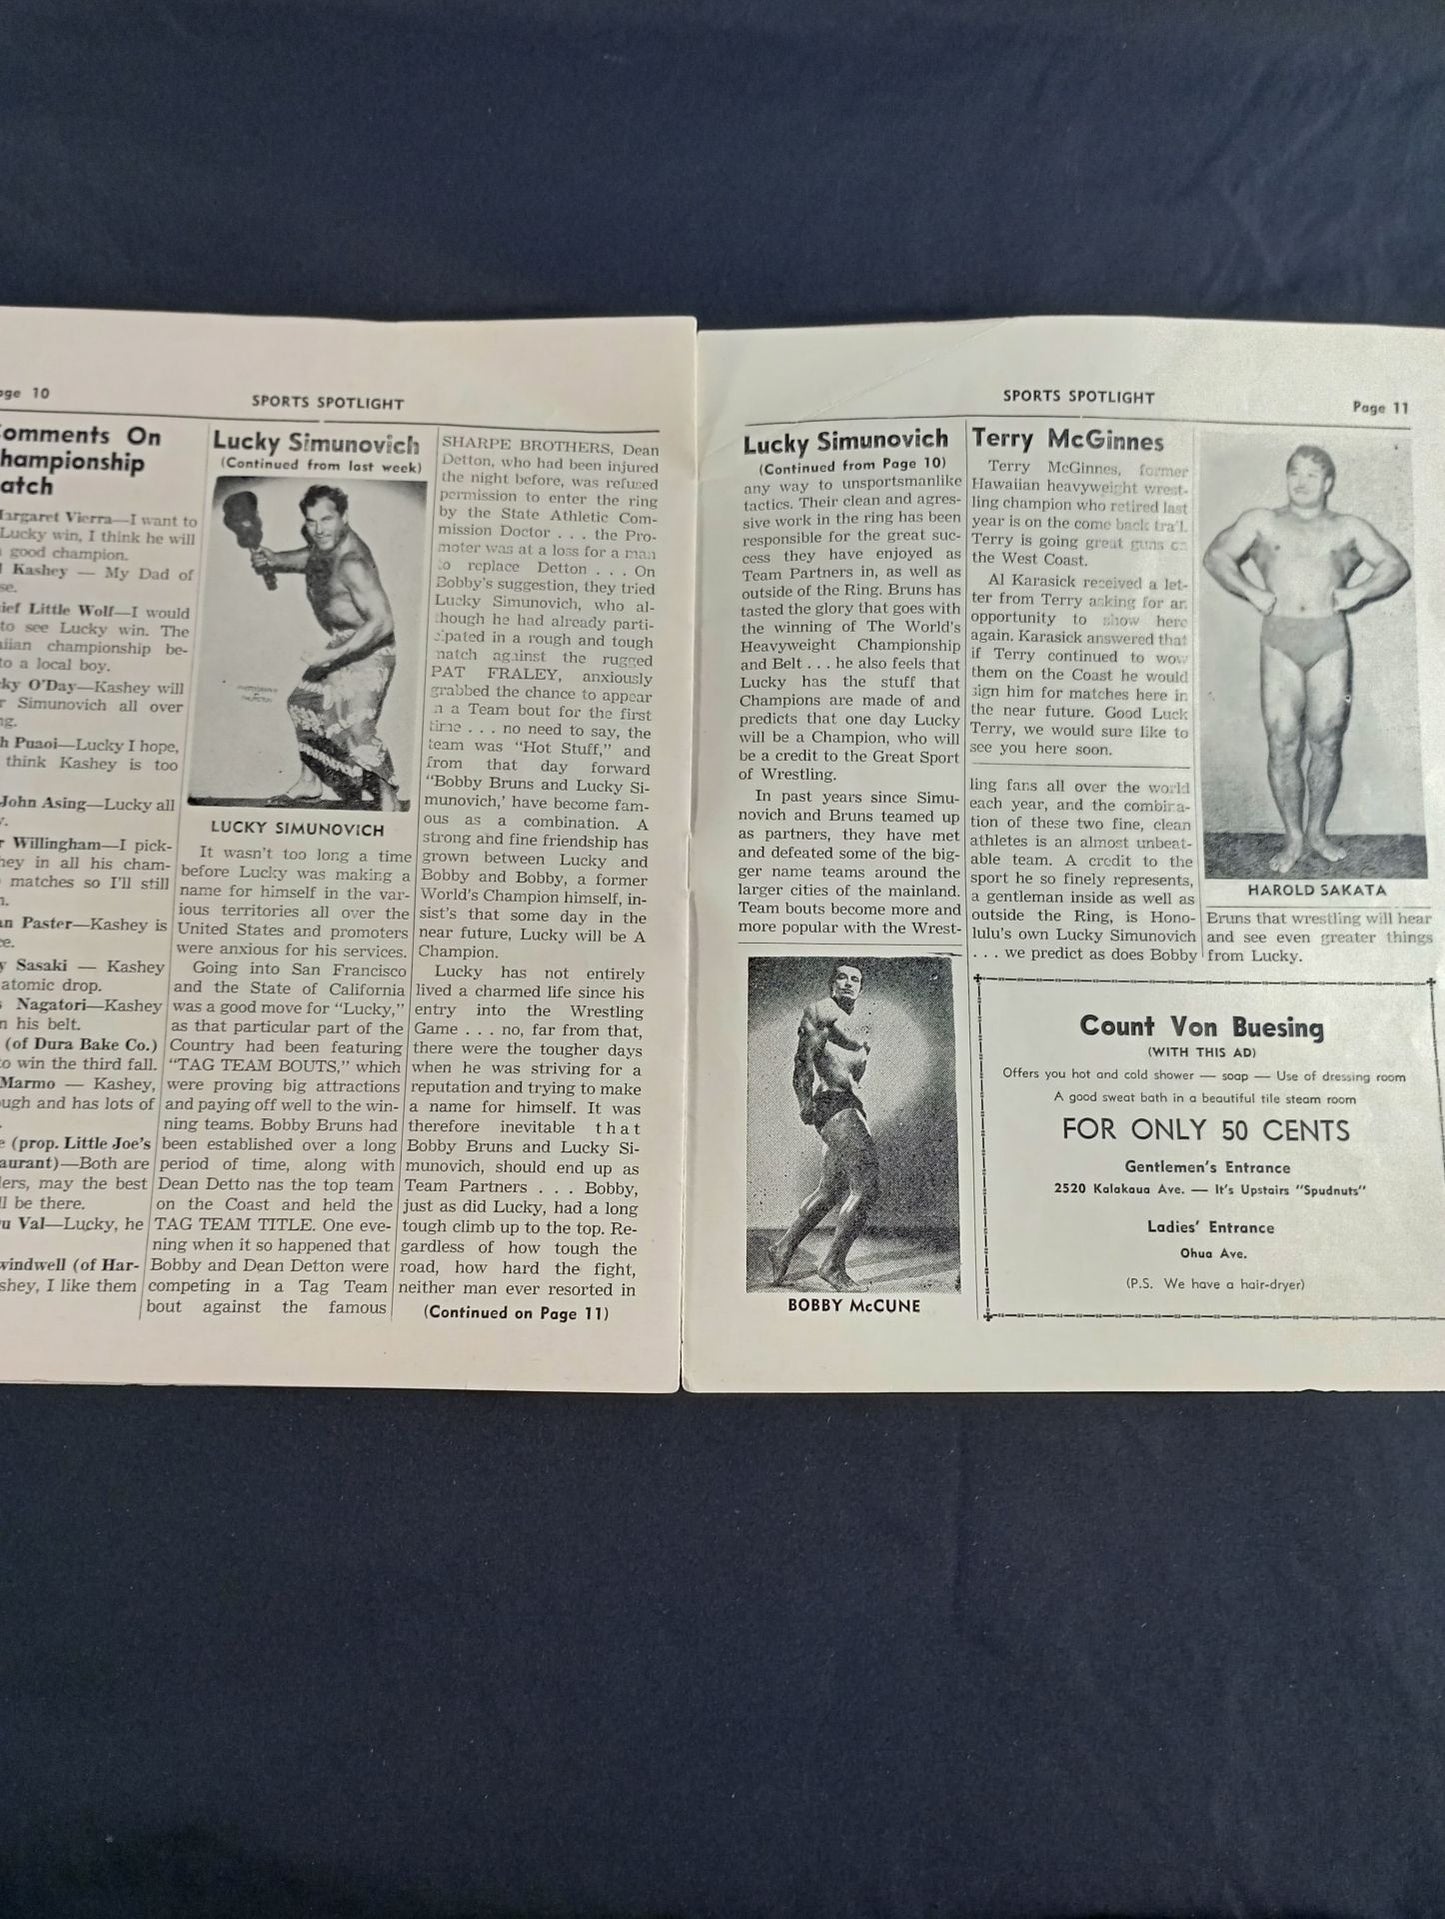 age 10
SPORTS SPOTLIGHT
omments On
hampionship
atch
largaret Vierra—I want to
Lucky win, I think he will
good champion.
Kashey — My Dad of
se.
ief Little Wolf—I would
to see Lucky win. The
iian championship be-
to a local boy.
ky O'Day—Kashey will
r Simunovich all over
ng.
h Puaoi—Lucky I hope,
think Kashey is too
John Asing—Lucky all
y.
r Willingham—I pick-
hey in all his cham-
matches so I'll still
n.
an Paster—Kashey is
ce.
y Sasaki — Kashey
atomic drop.
s Nagatori—Kashey
n his belt.
(of Dura Bake Co.)
to win the third fall.
Marmo — Kashey,
ugh and has lots of
e (prop. Little Joe's
aurant)—Both are
lers, may the best
ll be there.
u Val—Lucky, he
windwell (of Har-
shey, I like them
Lucky Simunovich
(Continued from last week)
LUCKY SIMUNOVICH
It wasn't too long a time
before Lucky was making a
name for himself in the var-
ious territories all over the
United States and promoters
were anxious for his services.
Going into San Francisco
and the State of California
was a good move for "Lucky,"
as that particular part of the
Country had been featuring
"TAG TEAM BOUTS," which
were proving big attractions
and paying off well to the win-
ning teams. Bobby Bruns had
been established over a long
period of time, along with
Dean Detto nas the top team
on the Coast and held the
TAG TEAM TITLE. One eve-
ning when it so happened that
Bobby and Dean Detton were
competing in a Tag Team
bout against the famous
SHARPE BROTHERS, Dean
Detton, who had been injured
the night before, was refused
permission to enter the ring
by the State Athletic Com-
mission Doctor . . . the Pro-
moter was at a loss for a man
to replace Detton . . . On
Bobby's suggestion, they tried
Lucky Simunovich, who al-
though he had already parti-
cipated in a rough and tough
match against the rugged
PAT FRALEY, anxiously
grabbed the chance to appear
n a Team bout for the first
time . . . no need to say, the
team was "Hot Stuff," and
from that day forward
"Bobby Bruns and Lucky Si-
munovich,' have become fam-
ous as a combination. A
strong and fine friendship has
grown between Lucky and
Bobby and Bobby, a former
World's Champion himself, in-
sist's that some day in the
near future, Lucky will be A
Champion.
Lucky has not entirely
lived a charmed life since his
entry into the Wrestling
Game . . . no, far from that,
there were the tougher days
when he was striving for a
reputation and trying to make
a name for himself. It was
therefore inevitable that
Bobby Bruns and Lucky Si-
munovich, should end up as
Team Partners . . . Bobby,
just as did Lucky, had a long
tough climb up to the top. Re-
gardless of how tough the
road, how hard the fight,
neither man ever resorted in
(Continued on Page 11)
SPORTS SPOTLIGHT
Page 11
Lucky Simunovich
(Continued from Page 10)
any way to unsportsmanlike
tactics. Their clean and agres-
sive work in the ring has been
responsible for the great suc-
cess they have enjoyed as
Team Partners in, as well as
outside of the Ring. Bruns has
tasted the glory that goes with
the winning of The World's
Heavyweight Championship
and Belt . . . he also feels that
Lucky has the stuff that
Champions are made of and
predicts that one day Lucky
will be a Champion, who will
be a credit to the Great Sport
of Wrestling.
In past years since Simu-
novich and Bruns teamed up
as partners, they have met
and defeated some of the big-
ger name teams around the
larger cities of the mainland.
Team bouts become more and
more popular with the Wrest-
BOBBY McCUNE
Terry McGinnes
Terry McGinnes, former
Hawaiian heavyweight wrest-
ling champion who retired last
year is on the come back trail.
Terry is going great guns on
the West Coast.
Al Karasick received a let-
ter from Terry asking for an
opportunity to show here
again. Karasick answered that
if Terry continued to wow
them on the Coast he would
sign him for matches here in
the near future. Good Luck
Terry, we would sure like to
see you here soon.
ling fans all over the world
each year, and the combina-
tion of these two fine, clean
athletes is an almost unbeat-
able team. A credit to the
sport he so finely represents,
a gentleman inside as well as
outside the Ring, is Hono-
lulu's own Lucky Simunovich
. . . we predict as does Bobby
HAROLD SAKATA
Bruns that wrestling will hear
and see even greater things
from Lucky.
Count Von Buesing
(WITH THIS AD)
Offers you hot and cold shower — soap — Use of dressing room
A good sweat bath in a beautiful tile steam room
FOR ONLY 50 CENTS
Gentlemen's Entrance
2520 Kalakaua Ave. — It's Upstairs "Spudnuts"
Ladies' Entrance
Ohua Ave.
(P.S. We have a hair-dryer)